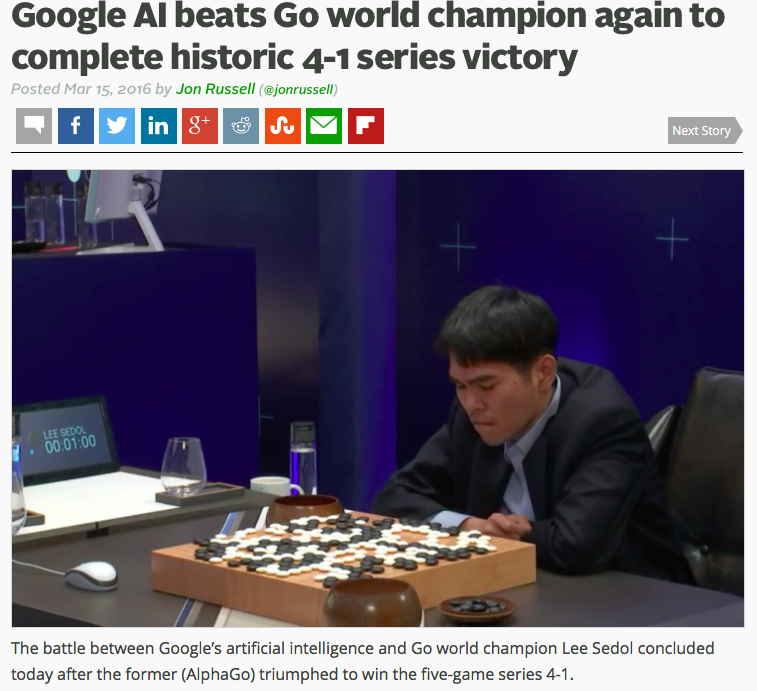 Google AI beats Go world champion again to
complete historic 4-1 series victory
Posted Mar 15, 2016 by Jon Russell (@jonrussell)
f in g+
Next Story
LEE SEDOL
00:01:00
The battle between Google’s artificial intelligence and Go world champion Lee Sedol concluded
today after the former (AlphaGo) triumphed to win the five-game series 4-1.